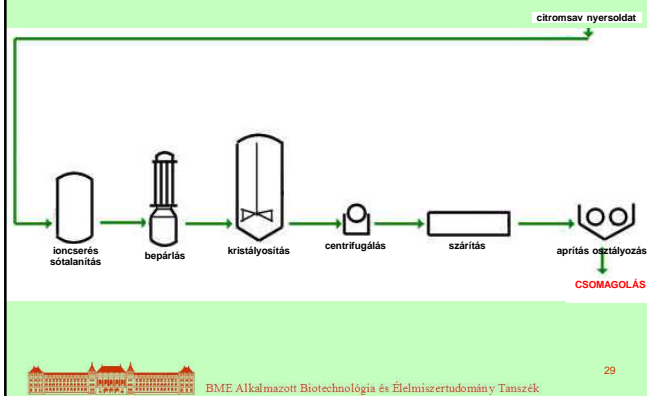 citromsav nyersoldat
ioncserés
sótalanítás
bepárlás
kristályosítás
centrifugálás
szárítás
aprítás osztályozás
CSOMAGOLÁS
BME Alkalmazott Biotechnológia és Élelmiszertudomány Tanszék
29